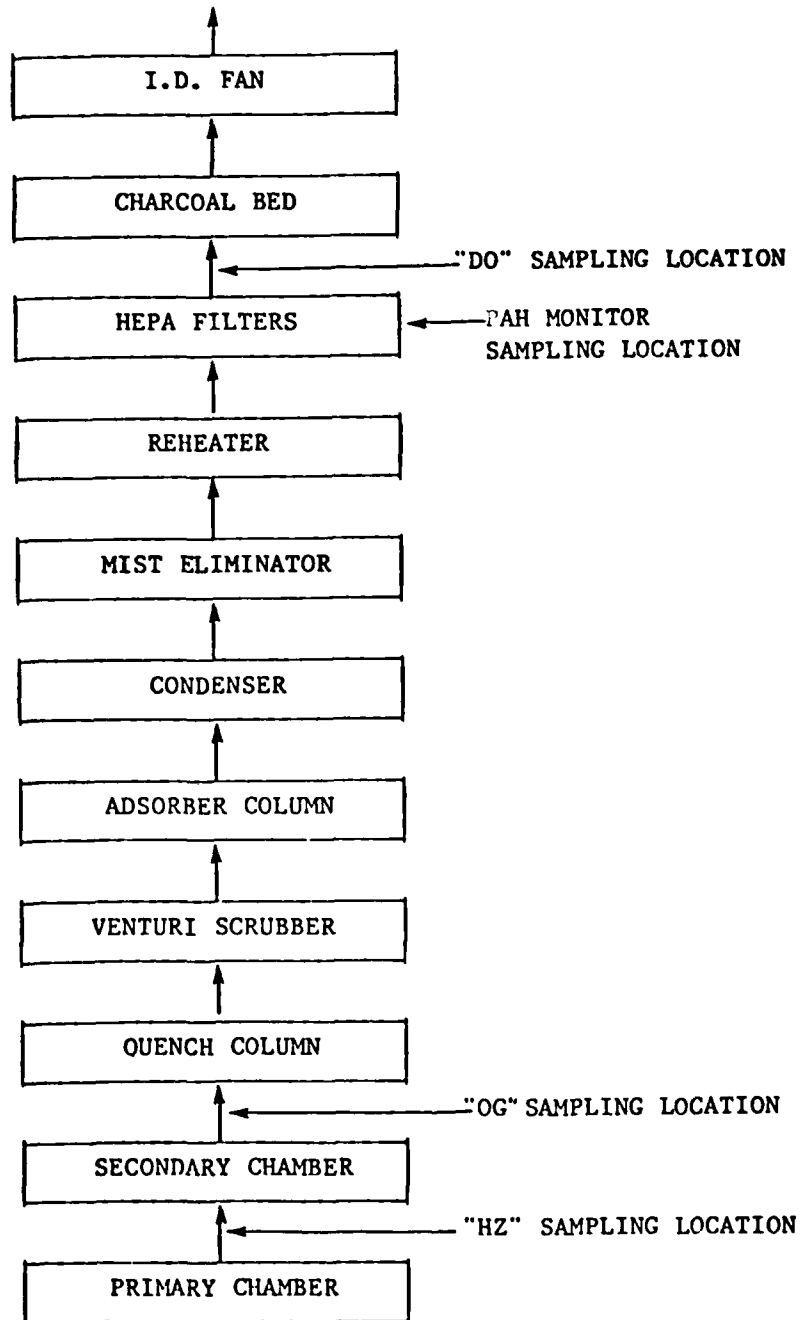 I.D. FAN
CHARCOAL BED
"DO" SAMPLING LOCATION
HEPA FILTERS
PAH MONITOR
SAMPLING LOCATION
REHEATER
MIST ELIMINATOR
CONDENSER
ADSORBER COLUMN
VENTURI SCRUBBER
QUENCH COLUMN
"OG" SAMPLING LOCATION
SECONDARY CHAMBER
"HZ" SAMPLING LOCATION
PRIMARY CHAMBER